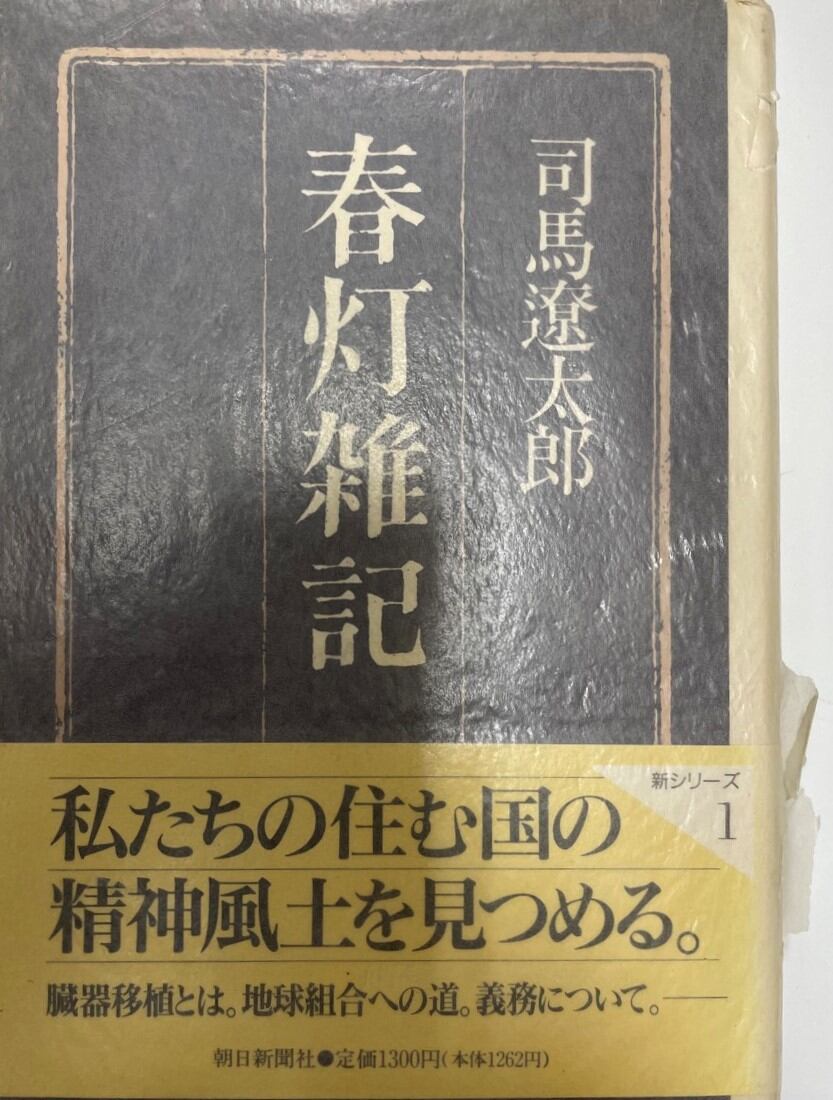 司馬遼太郎
春灯雑記
新シリーズ
1
私たちの住む国の
精神風土を見つめる。
臓器移植とは。地球組合への道。義務について。——
朝日新聞社●定価1300円(本体1262円)